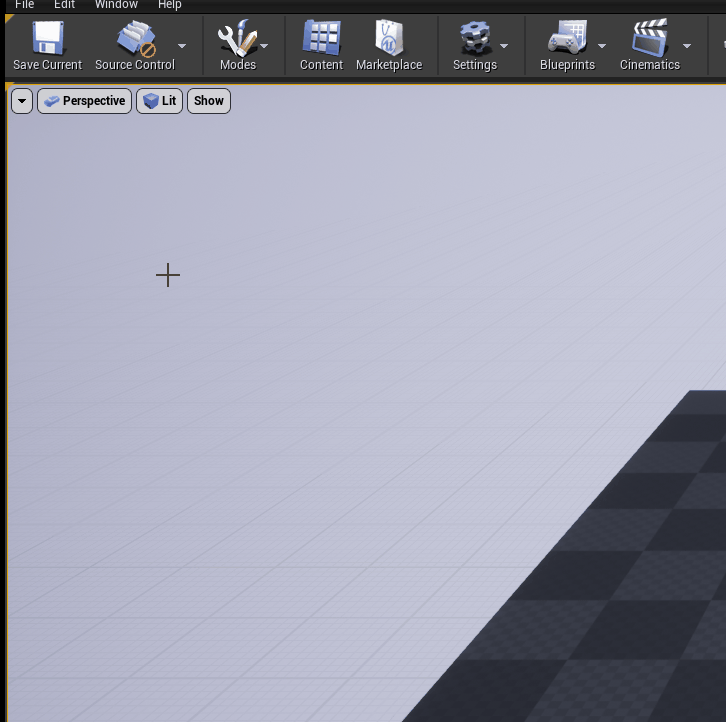 File Edit Window Help
Save Current Source Control Modes Content Marketplace Settings Blueprints Cinematics
Perspective Lit Show